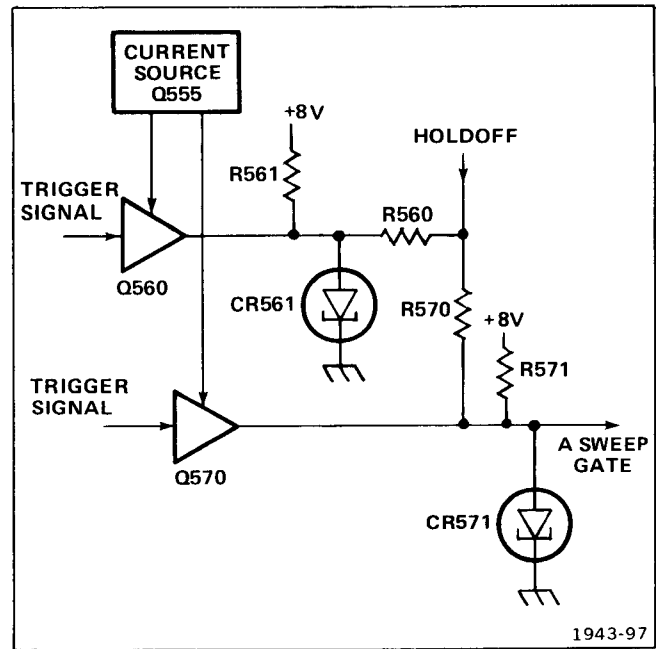 CURRENT
SOURCE
Q555
+8V
HOLDOFF
R561
TRIGGER
SIGNAL
R560
Q560
CR561
R570
+8V
R571
TRIGGER
SIGNAL
A SWEEP
GATE
Q570
CR571
1943-97